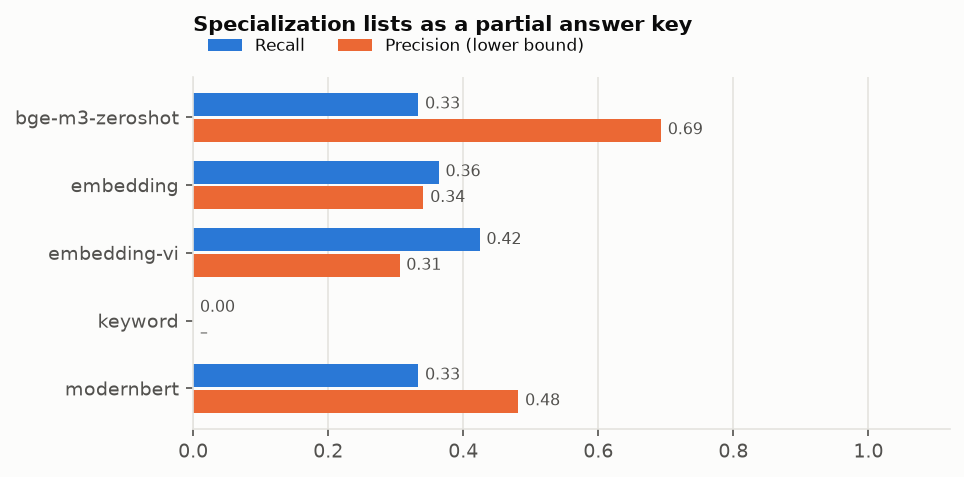 Specialization lists as a partial answer key
Recall
Precision (lower bound)
bge-m3-zeroshot
0.33
0.69
embedding
0.36
0.34
embedding-vi
0.42
0.31
keyword
0.00
–
modernbert
0.33
0.48
0.0 0.2 0.4 0.6 0.8 1.0